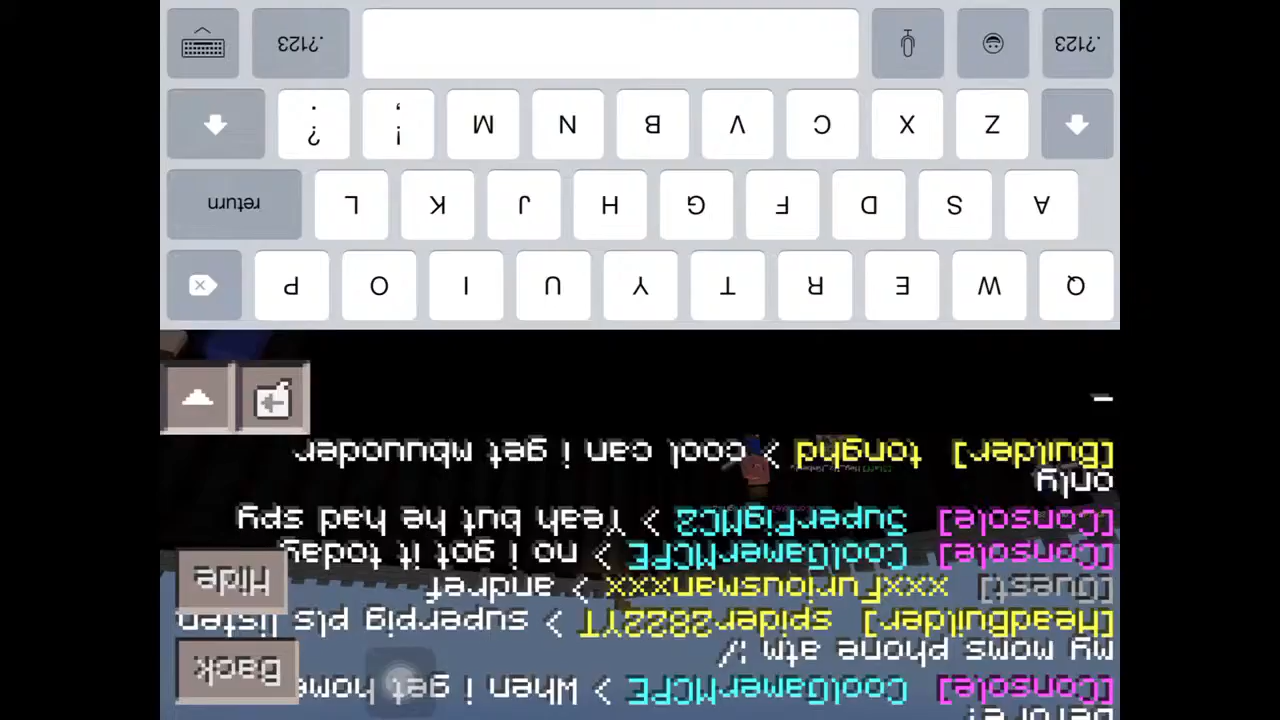 before?
[Console] CoolGamerMCPE > When i get home
Back
my moms phone atm :/
[HeadBuilder] spider2822YT > superpig pls listen
[Guest] xxxFuriousmanxxx > andref
Hide
[Console] CoolGamerMCPE > no i got it today
[Console] SuperPigMC2 > Yeah but he had spy
only
[Builder] tonghd > cool can i get
_
Q W E R T Y U I O P
A S D F G H J K L return
Z X C V B N M ! , ? .
.?123 .?123